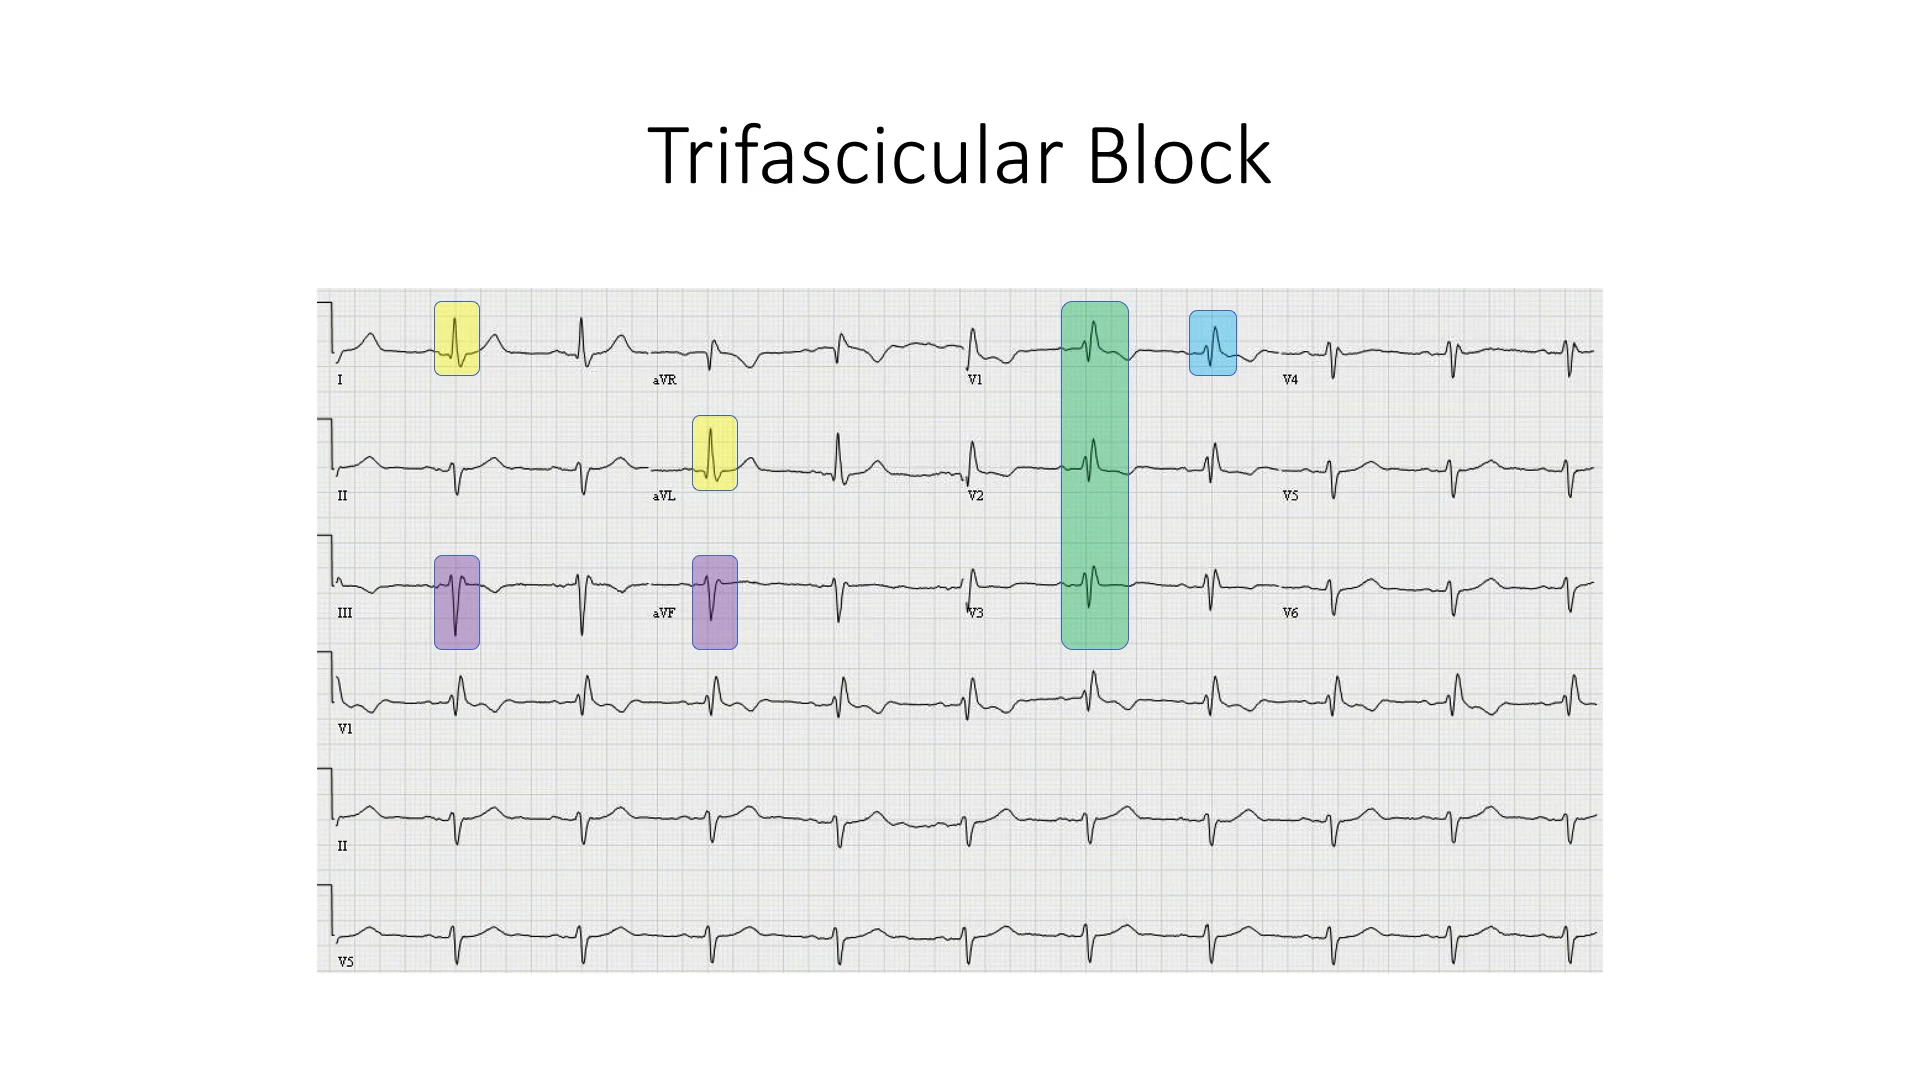 Trifascicular Block
I aVR V1 V4
II aVL V2 V5
III aVF V3 V6
V1
II
V5